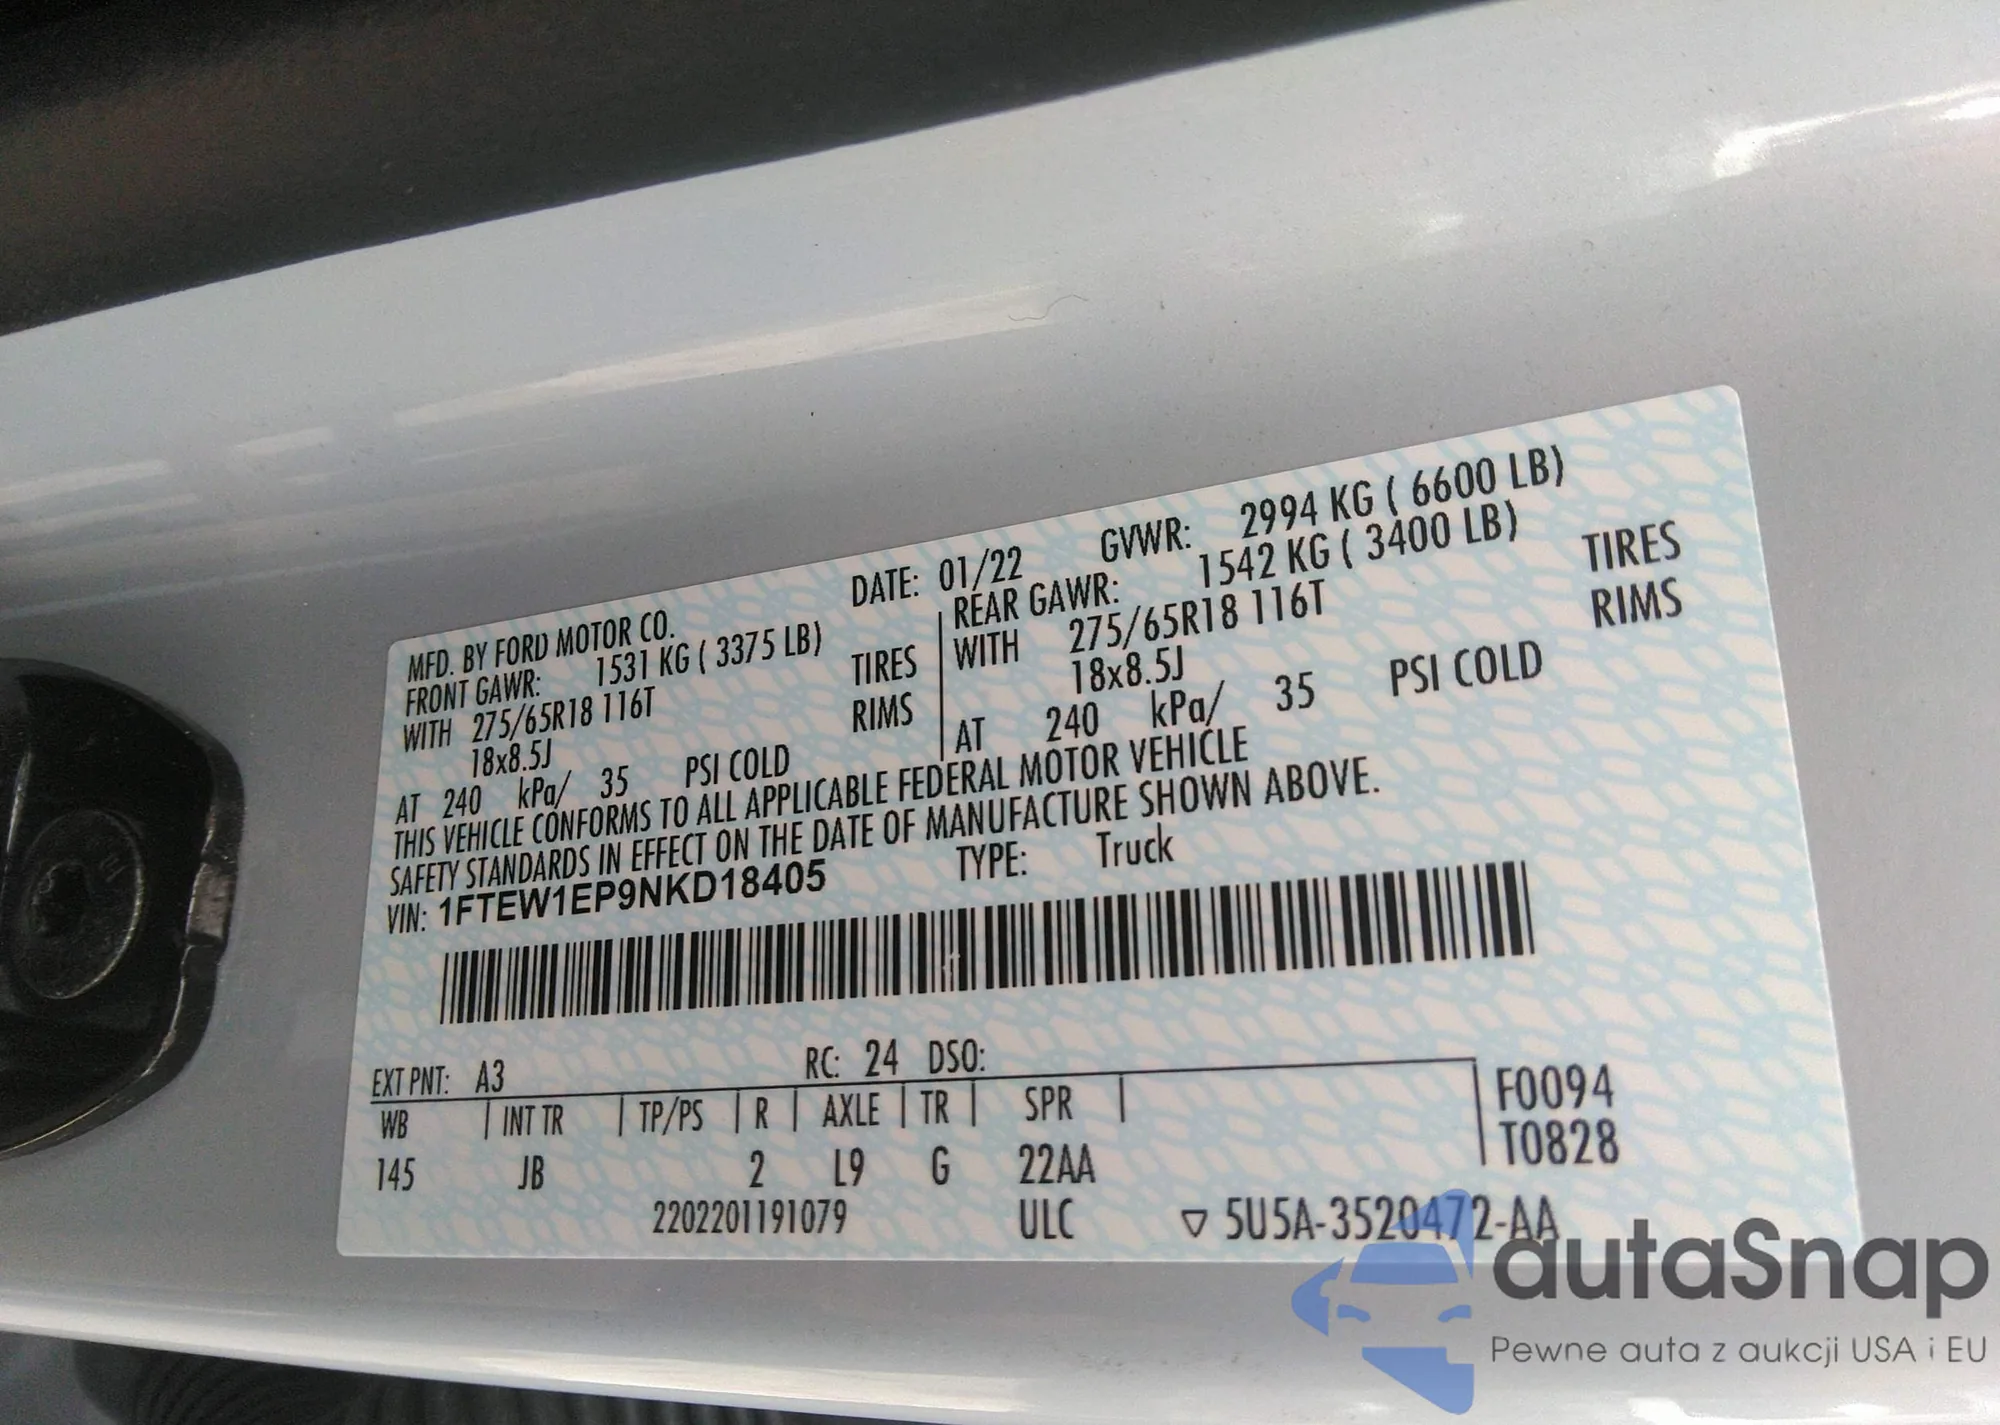 MFD. BY FORD MOTOR CO. DATE: 01/22 GVWR: 2994 KG ( 6600 LB)
FRONT GAWR: 1531 KG ( 3375 LB) REAR GAWR: 1542 KG ( 3400 LB)
WITH 275/65R18 116T TIRES WITH 275/65R18 116T TIRES
18x8.5J RIMS 18x8.5J RIMS
AT 240 kPa/ 35 PSI COLD AT 240 kPa/ 35 PSI COLD
THIS VEHICLE CONFORMS TO ALL APPLICABLE FEDERAL MOTOR VEHICLE
SAFETY STANDARDS IN EFFECT ON THE DATE OF MANUFACTURE SHOWN ABOVE.
VIN: 1FTEW1EP9NKD18405 TYPE: Truck
EXT PNT: A3 RC: 24 DSO:
WB INT TR TP/PS R AXLE TR SPR F0094
T0828
145 JB 2 L9 G 22AA
2202201191079 ULC ▽ 5U5A-3520472-AA
autaSnap
Pewne auta z aukcji USA i EU